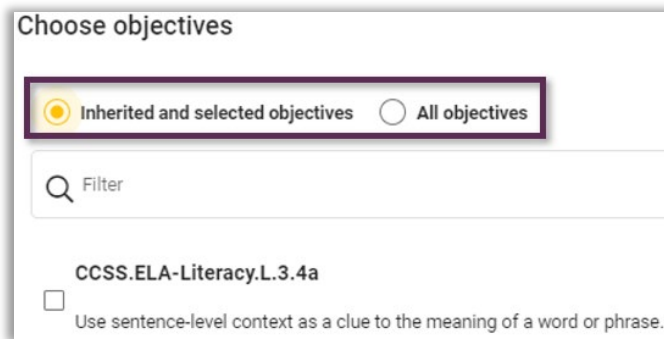 Choose objectives
Inherited and selected objectives All objectives
Filter
CCSS.ELA-Literacy.L.3.4a
Use sentence-level context as a clue to the meaning of a word or phrase.